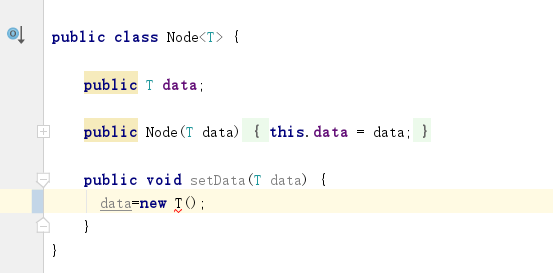 public class Node<T> {
public T data;
public Node(T data) { this.data = data; }
public void setData(T data) {
data=new T();
}
}